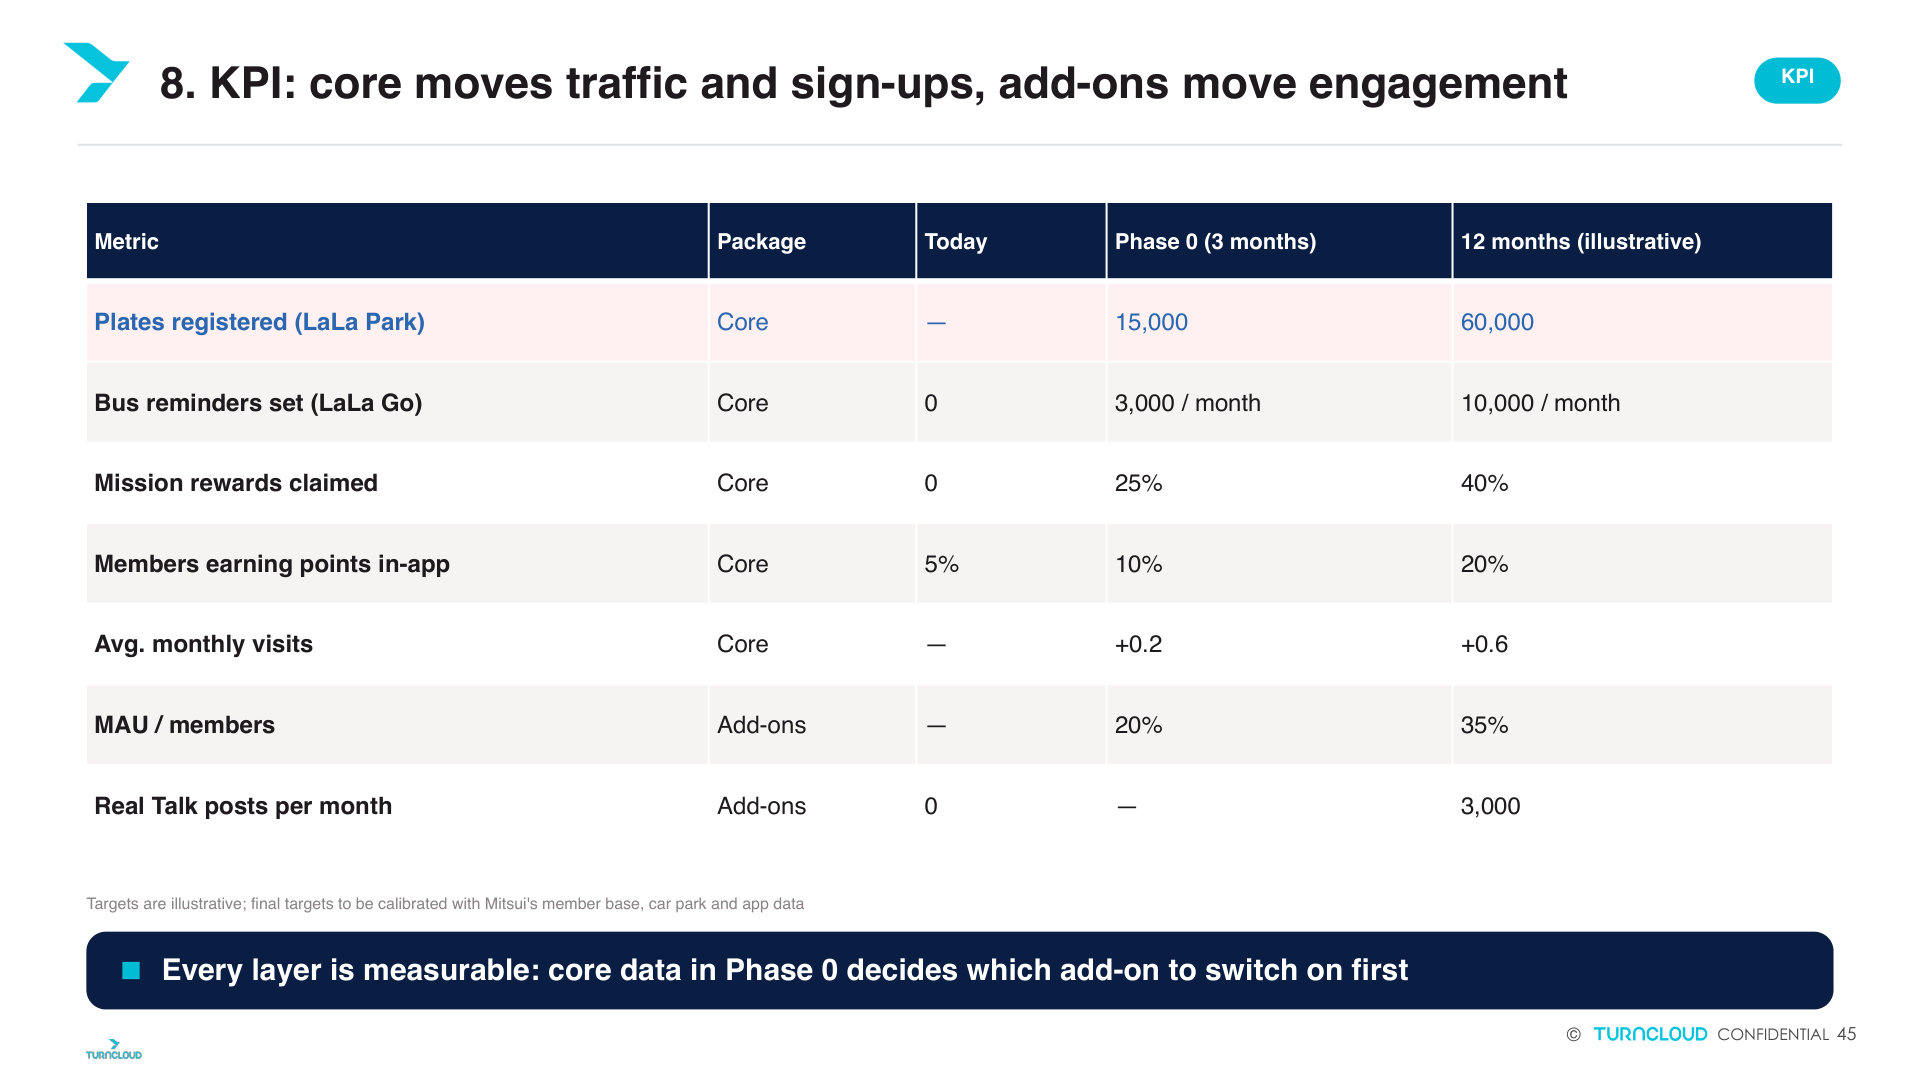 8. KPI: core moves traffic and sign-ups, add-ons move engagement
KPI
Metric Package Today Phase 0 (3 months) 12 months (illustrative)
Plates registered (LaLa Park) Core — 15,000 60,000
Bus reminders set (LaLa Go) Core 0 3,000 / month 10,000 / month
Mission rewards claimed Core 0 25% 40%
Members earning points in-app Core 5% 10% 20%
Avg. monthly visits Core — +0.2 +0.6
MAU / members Add-ons — 20% 35%
Real Talk posts per month Add-ons 0 — 3,000
Targets are illustrative; final targets to be calibrated with Mitsui's member base, car park and app data
Every layer is measurable: core data in Phase 0 decides which add-on to switch on first
© TURNCLOUD CONFIDENTIAL 45
TURNCLOUD